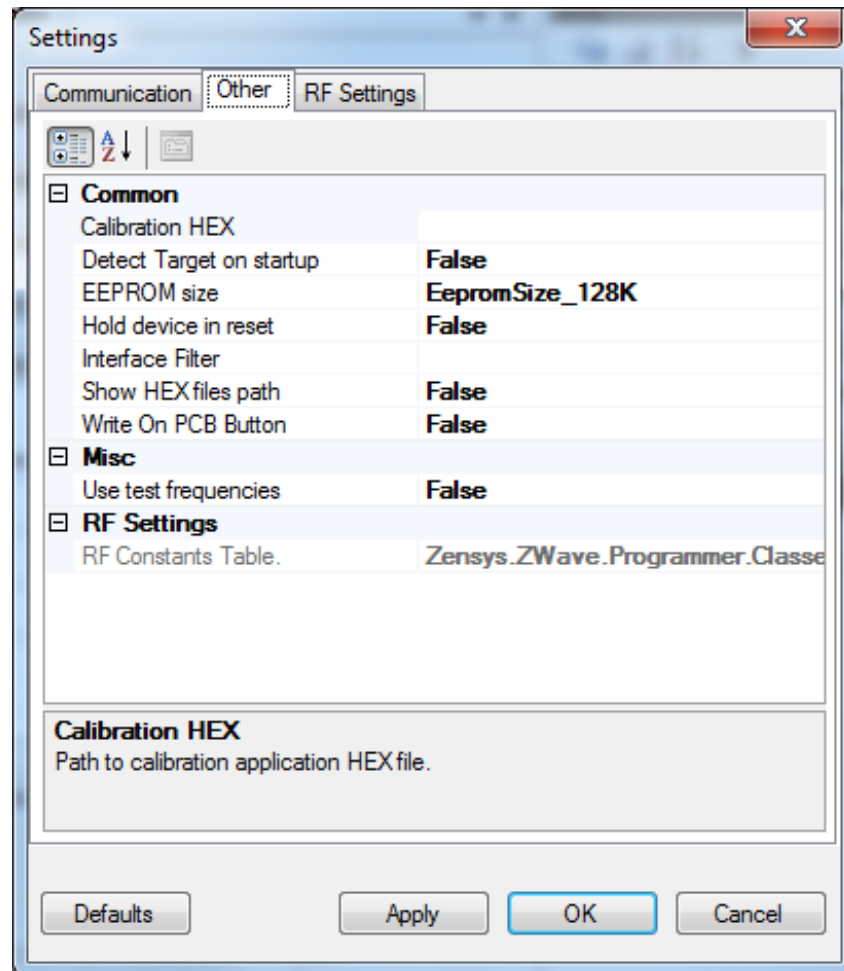 Settings
Communication Other RF Settings
Common
Calibration HEX
Detect Target on startup False
EEPROM size EepromSize_128K
Hold device in reset False
Interface Filter
Show HEX files path False
Write On PCB Button False
Misc
Use test frequencies False
RF Settings
RF Constants Table. Zensys.ZWave.Programmer.Classe
Calibration HEX
Path to calibration application HEX file.
Defaults Apply OK Cancel